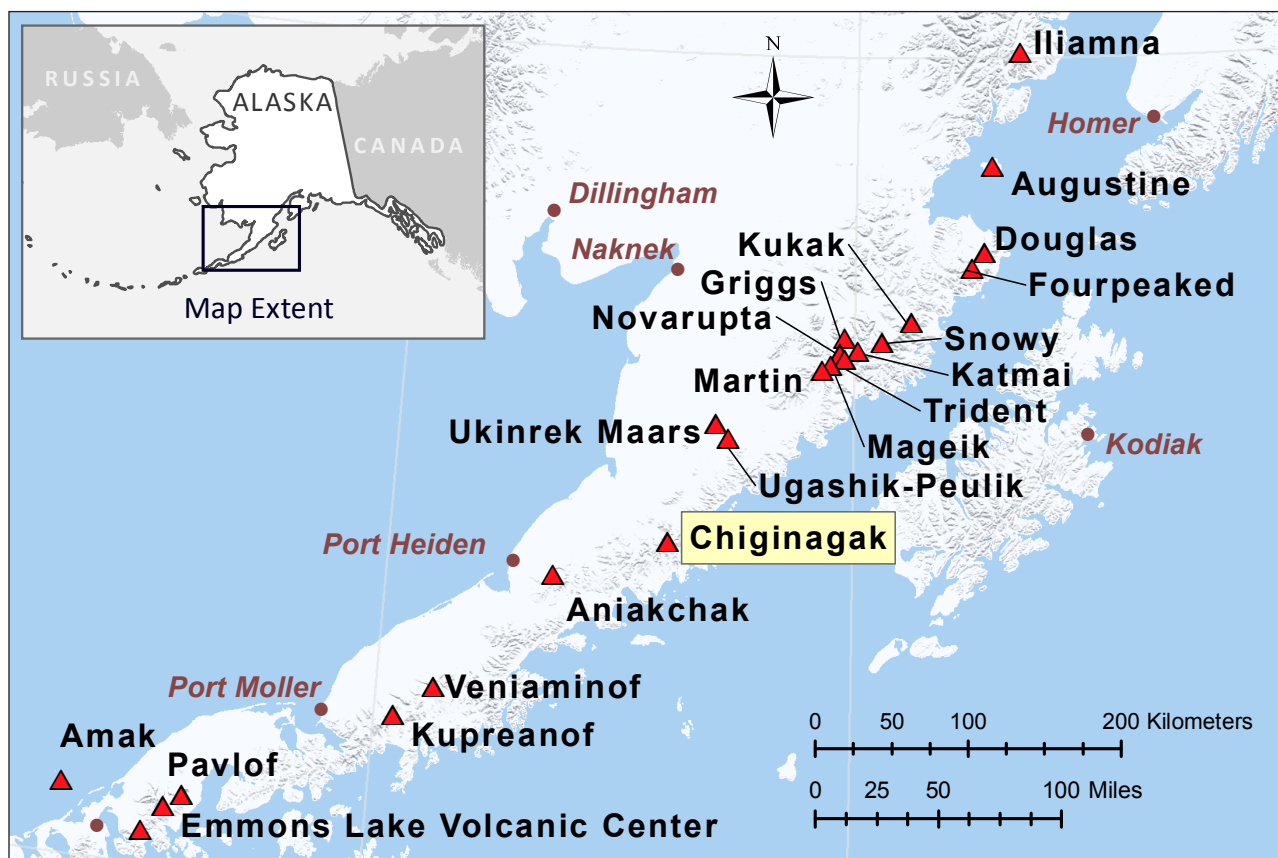 RUSSIA
ALASKA
CANADA
Map Extent
N
Iliamna
Homer
Augustine
Dillingham
Naknek
Kukak
Douglas
Griggs
Fourpeaked
Novarupta
Snowy
Martin
Katmai
Trident
Ukinrek Maars
Mageik
Kodiak
Ugashik-Peulik
Chiginagak
Port Heiden
Aniakchak
Port Moller
Veniaminof
Kupreanof
Amak
Pavlof
Emmons Lake Volcanic Center
0 50 100 200 Kilometers
0 25 50 100 Miles